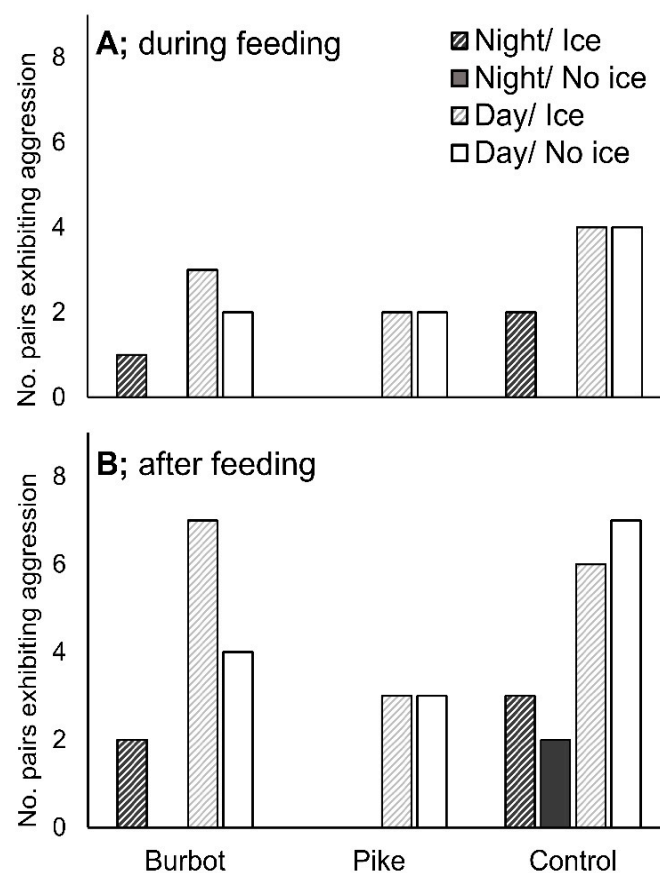 A; during feeding
Night/ Ice
Night/ No ice
Day/ Ice
Day/ No ice
No. pairs exhibiting aggression
8
6
4
2
0
B; after feeding
No. pairs exhibiting aggression
8
6
4
2
0
Burbot Pike Control